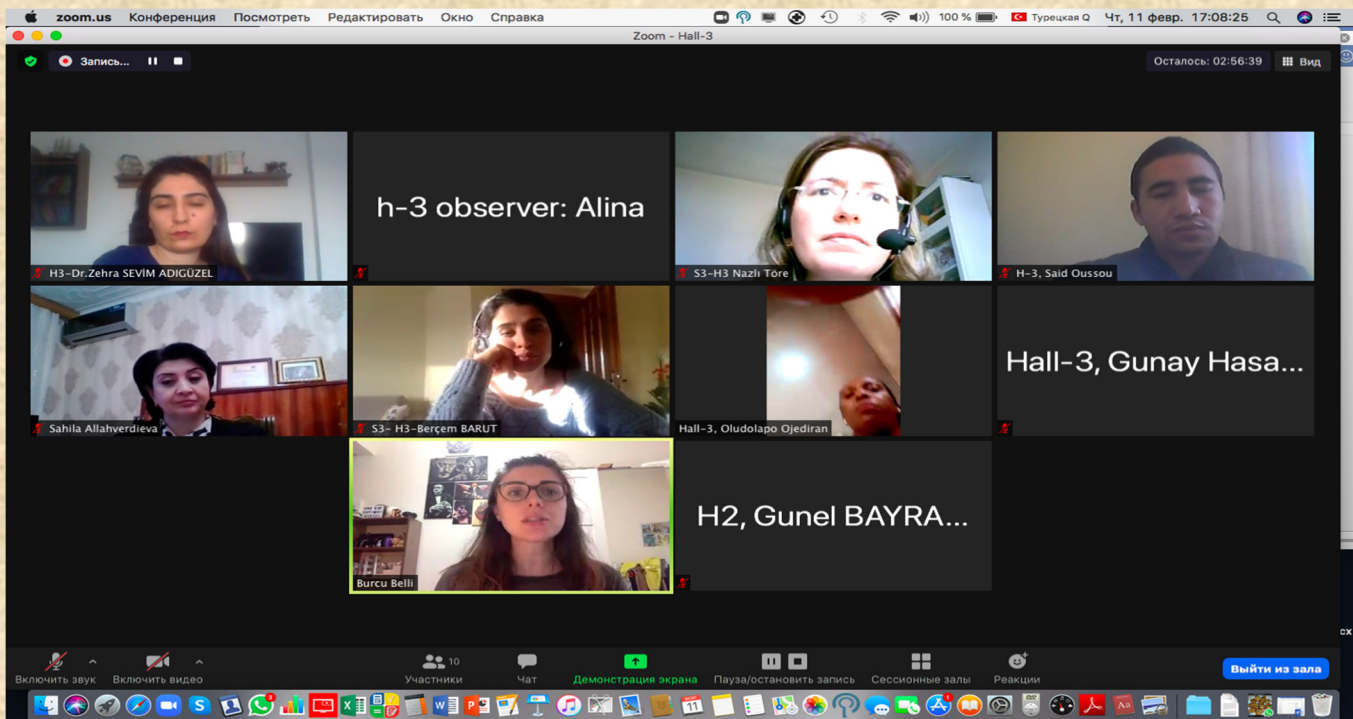 zoom.us Конференция Посмотреть Редактировать Окно Справка 100 % Турецкая Q Чт, 11 февр. 17:08:25
Zoom - Hall-3
Запись... Осталось: 02:56:39 Вид
h-3 observer: Alina
H3-Dr.Zehra SEVİM ADIGÜZEL
S3-H3 Nazlı Töre
H-3, Said Oussou
Hall-3, Gunay Hasa...
Sahila Allahverdieva
S3- H3-Berçem BARUT
Hall-3, Oludolapo Ojediran
H2, Gunel BAYRA...
Burcu Belli
10
Включить звук Включить видео Участники Чат Демонстрация экрана Пауза/остановить запись Сессионные залы Реакции Выйти из зала